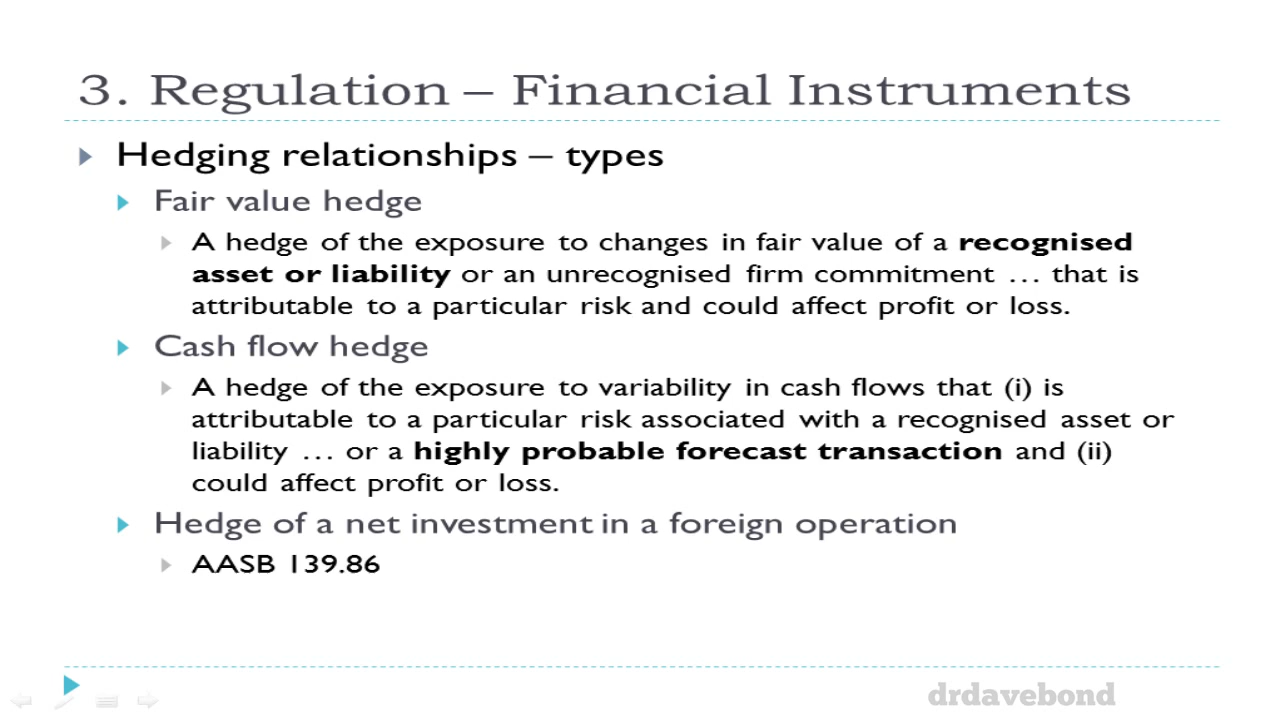 3. Regulation – Financial Instruments
Hedging relationships – types
Fair value hedge
A hedge of the exposure to changes in fair value of a recognised
asset or liability or an unrecognised firm commitment … that is
attributable to a particular risk and could affect profit or loss.
Cash flow hedge
A hedge of the exposure to variability in cash flows that (i) is
attributable to a particular risk associated with a recognised asset or
liability … or a highly probable forecast transaction and (ii)
could affect profit or loss.
Hedge of a net investment in a foreign operation
AASB 139.86
drdavebond